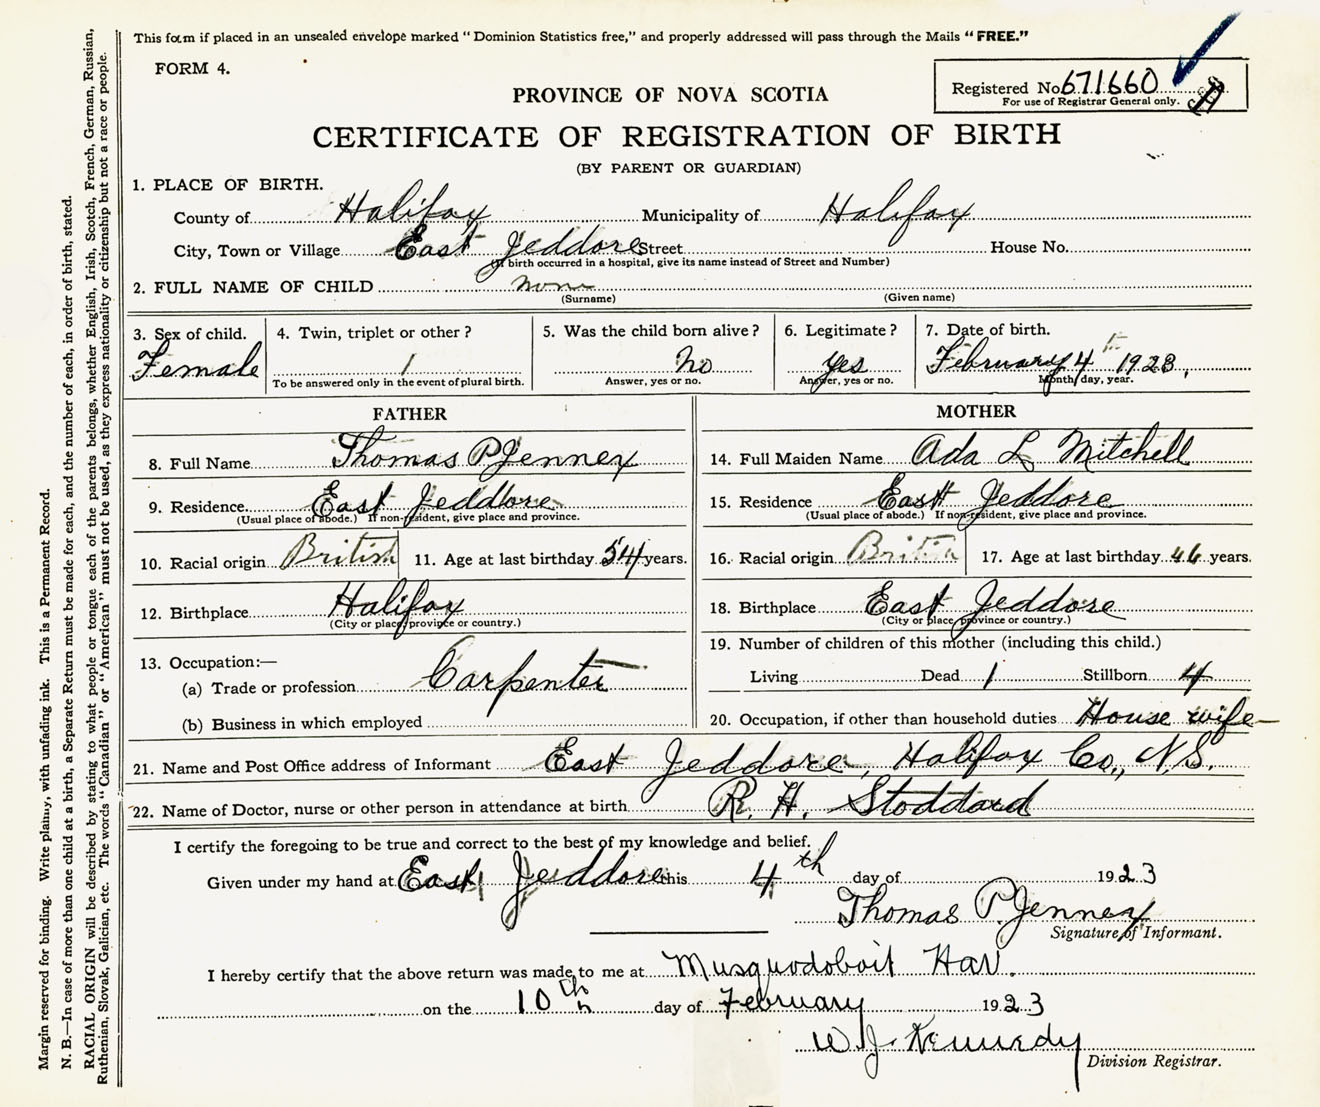 This form if placed in an unsealed envelope marked “ Dominion Statistics free,” and properly addressed will pass through the Mails “ FREE.”
FORM 4.
Registered No 671660
For use of Registrar General only.
PROVINCE OF NOVA SCOTIA
CERTIFICATE OF REGISTRATION OF BIRTH
(BY PARENT OR GUARDIAN)
1. PLACE OF BIRTH.
County of Halifax Municipality of Halifax
City, Town or Village East Jeddore Street House No.
(If birth occurred in a hospital, give its name instead of Street and Number)
2. FULL NAME OF CHILD none
(Surname) (Given name)
3. Sex of child. 4. Twin, triplet or other ? 5. Was the child born alive ? 6. Legitimate ? 7. Date of birth.
Female 1 no yes February 4th 1923,
To be answered only in the event of plural birth. Answer, yes or no. Answer, yes or no. Month, day, year.
FATHER MOTHER
8. Full Name Thomas P Jennex 14. Full Maiden Name Ada L Mitchell
9. Residence East Jeddore 15. Residence East Jeddore
(Usual place of abode.) If non-resident, give place and province. (Usual place of abode.) If non-resident, give place and province.
10. Racial origin British 11. Age at last birthday 54 years. 16. Racial origin British 17. Age at last birthday 46 years.
12. Birthplace Halifax 18. Birthplace East Jeddore
(City or place, province or country.) (City or place, province or country.)
13. Occupation:— 19. Number of children of this mother (including this child.)
(a) Trade or profession Carpenter Living Dead 1 Stillborn 4
(b) Business in which employed 20. Occupation, if other than household duties House wife
21. Name and Post Office address of Informant East Jeddore, Halifax Co., N.S.
22. Name of Doctor, nurse or other person in attendance at birth R. H. Stoddard
I certify the foregoing to be true and correct to the best of my knowledge and belief.
Given under my hand at East Jeddore this 4th day of 1923
Thomas P Jennex
Signature of Informant.
I hereby certify that the above return was made to me at Musquodoboit Har.
on the 10th day of February 1923
W J Kennedy
Division Registrar.
Margin reserved for binding. Write plainly, with unfading ink. This is a Permanent Record.
N. B.—In case of more than one child at a birth, a Separate Return must be made for each, and the number of each, in order of birth, stated.
RACIAL ORIGIN will be described by stating to what people or tongue each of the parents belongs, whether English, Irish, Scotch, French, German, Russian,
Ruthenian, Slovak, Galician, etc. The words “ Canadian” or “ American” must not be used, as they express nationality or citizenship but not a race or people.